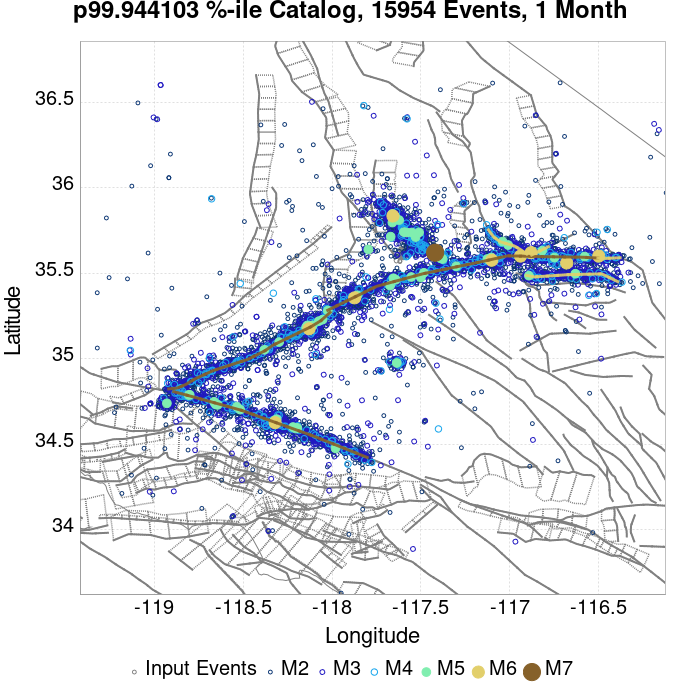 p99.944103 %-ile Catalog, 15954 Events, 1 Month
36.5
36
35.5
35
34.5
34
Latitude
-119 -118.5 -118 -117.5 -117 -116.5
Longitude
Input Events M2 M3 M4 M5 M6 M7